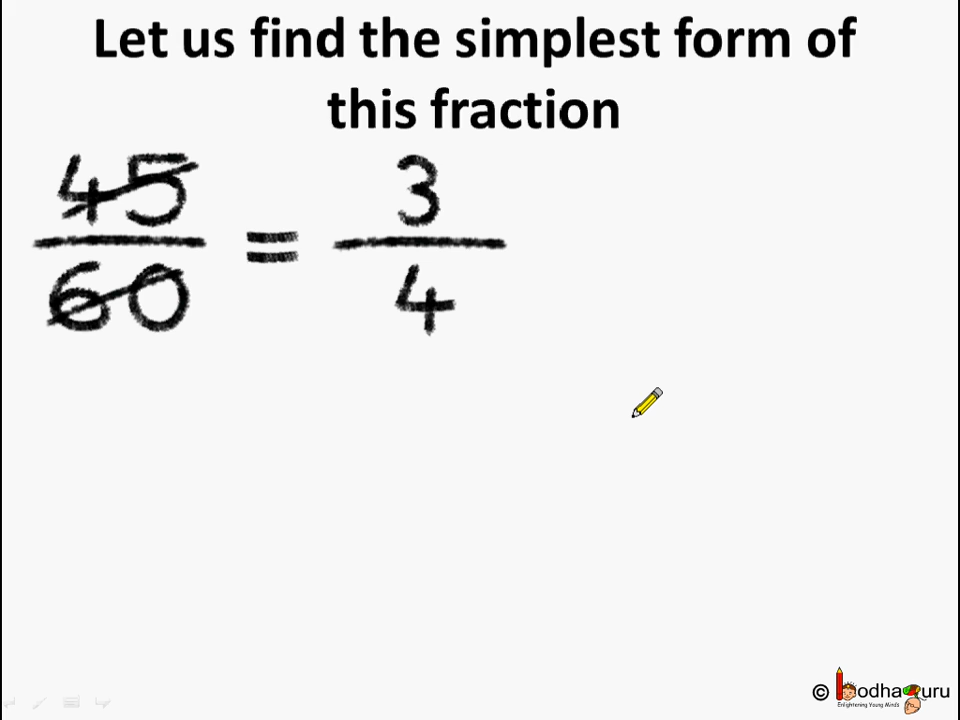 Let us find the simplest form of
this fraction
45 3
=
60 4
© bodhaguru
Enlightening Young Minds